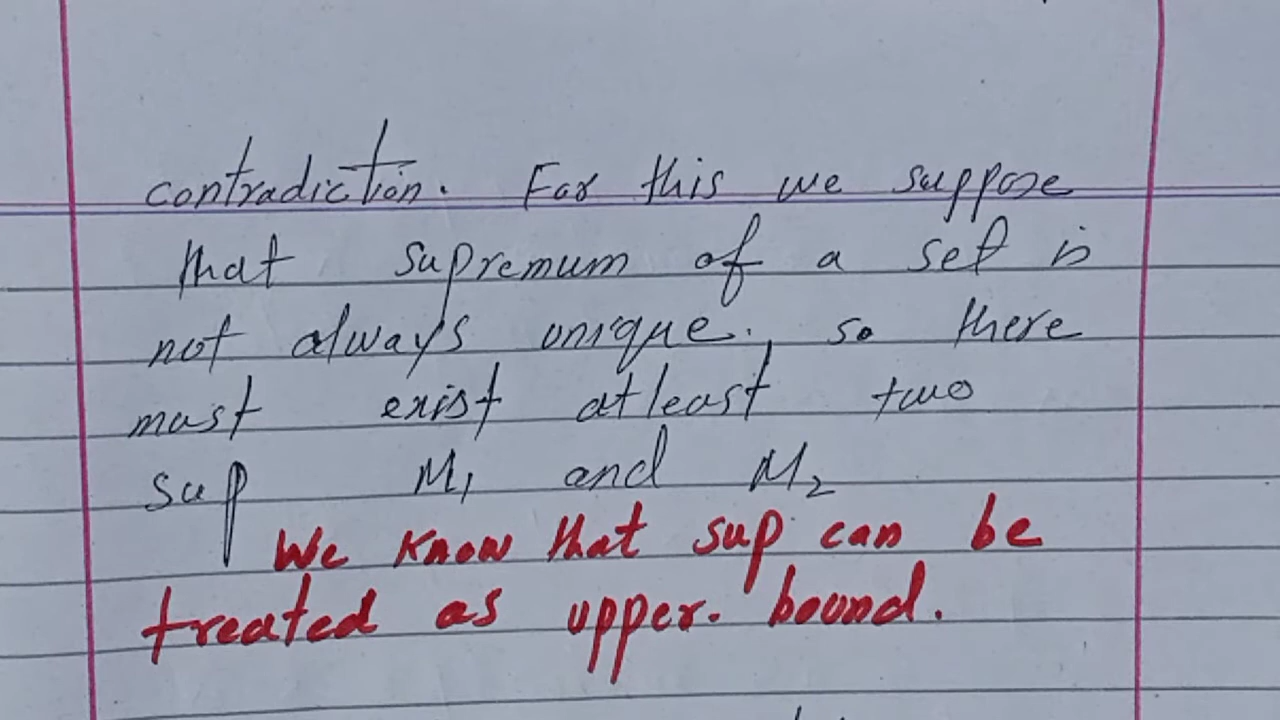 contradiction. For this we suppose
that supremum of a set is
not always unique., so there
must exist atleast two
sup M₁ and M₂
We know that sup can be
treated as upper. bound.